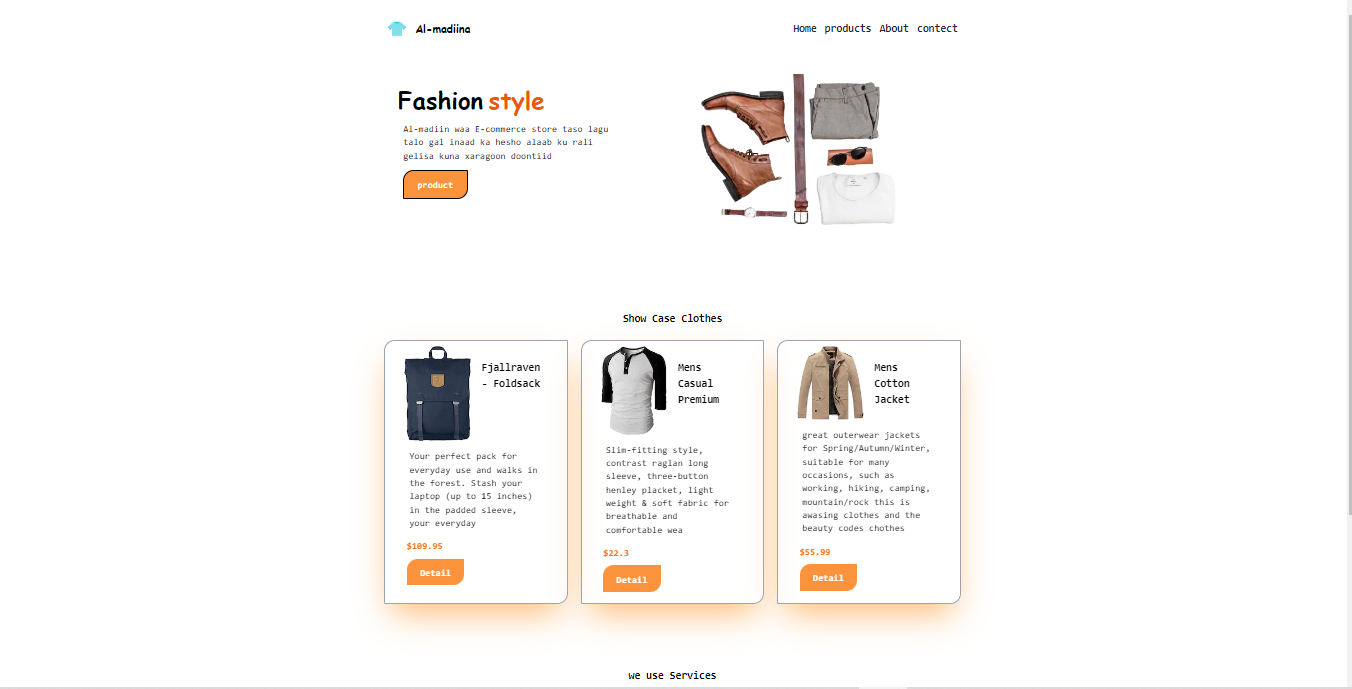 Al-madiina
Home products About contect
Fashion style
Al-madiin waa E-commerce store taso lagu
talo gal inaad ka hesho alaab ku rali
gelisa kuna xaragoon doontiid
product
Show Case Clothes
Fjallraven
- Foldsack
Your perfect pack for
everyday use and walks in
the forest. Stash your
laptop (up to 15 inches)
in the padded sleeve,
your everyday
$109.95
Detail
Mens
Casual
Premium
Slim-fitting style,
contrast raglan long
sleeve, three-button
henley placket, light
weight & soft fabric for
breathable and
comfortable wea
$22.3
Detail
Mens
Cotton
Jacket
great outerwear jackets
for Spring/Autumn/Winter,
suitable for many
occasions, such as
working, hiking, camping,
mountain/rock this is
awasing clothes and the
beauty codes chothes
$55.99
Detail
we use Services